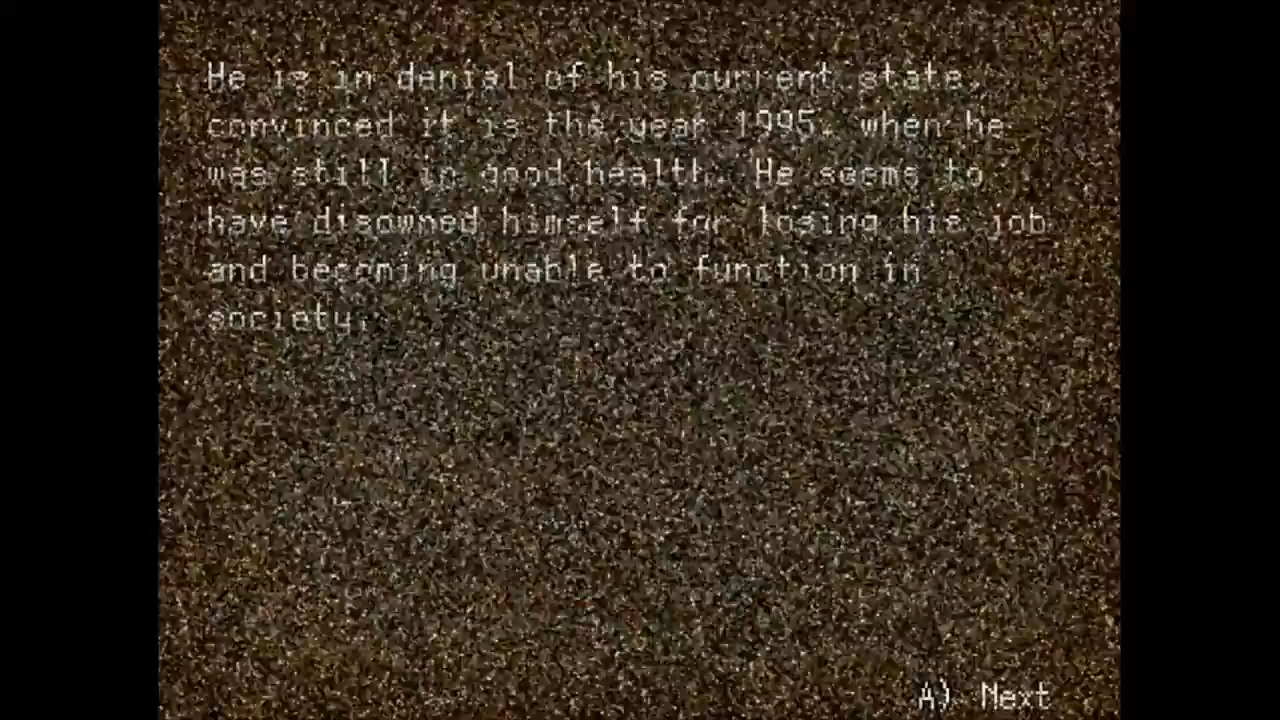 He is in denial of his current state,
convinced it is the year 1995, when he
was still in good health. He seems to
have disowned himself for losing his job
and becoming unable to function in
society.
A) Next